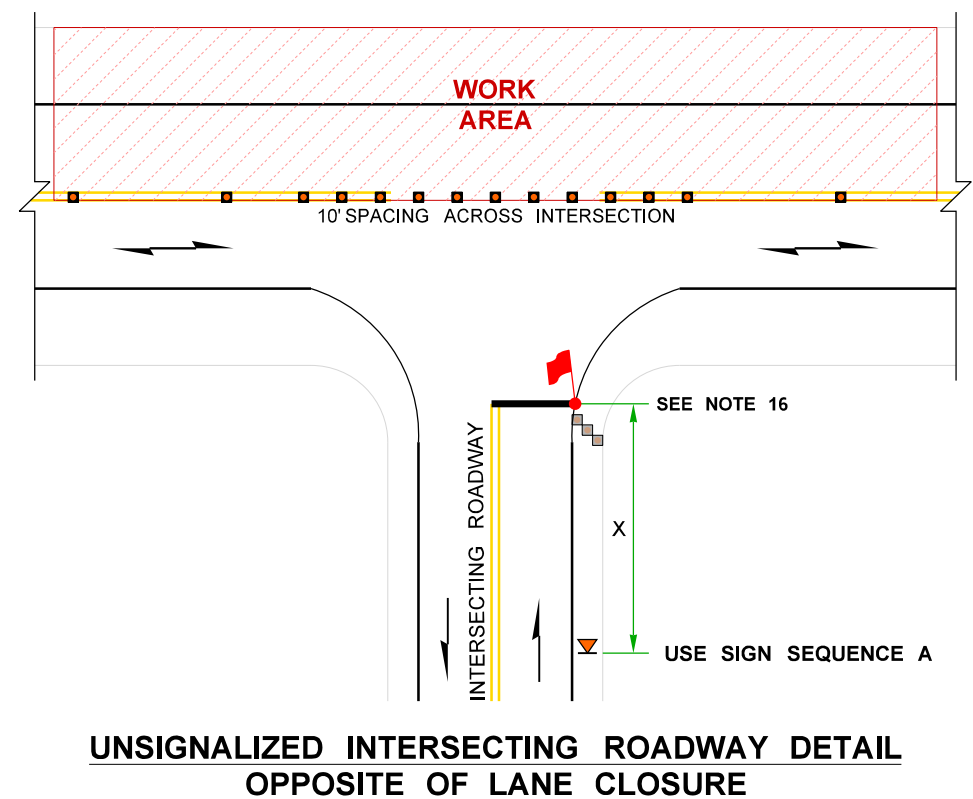 WORK
AREA
10' SPACING ACROSS INTERSECTION
SEE NOTE 16
INTERSECTING ROADWAY
X
USE SIGN SEQUENCE A
UNSIGNALIZED INTERSECTING ROADWAY DETAIL
OPPOSITE OF LANE CLOSURE